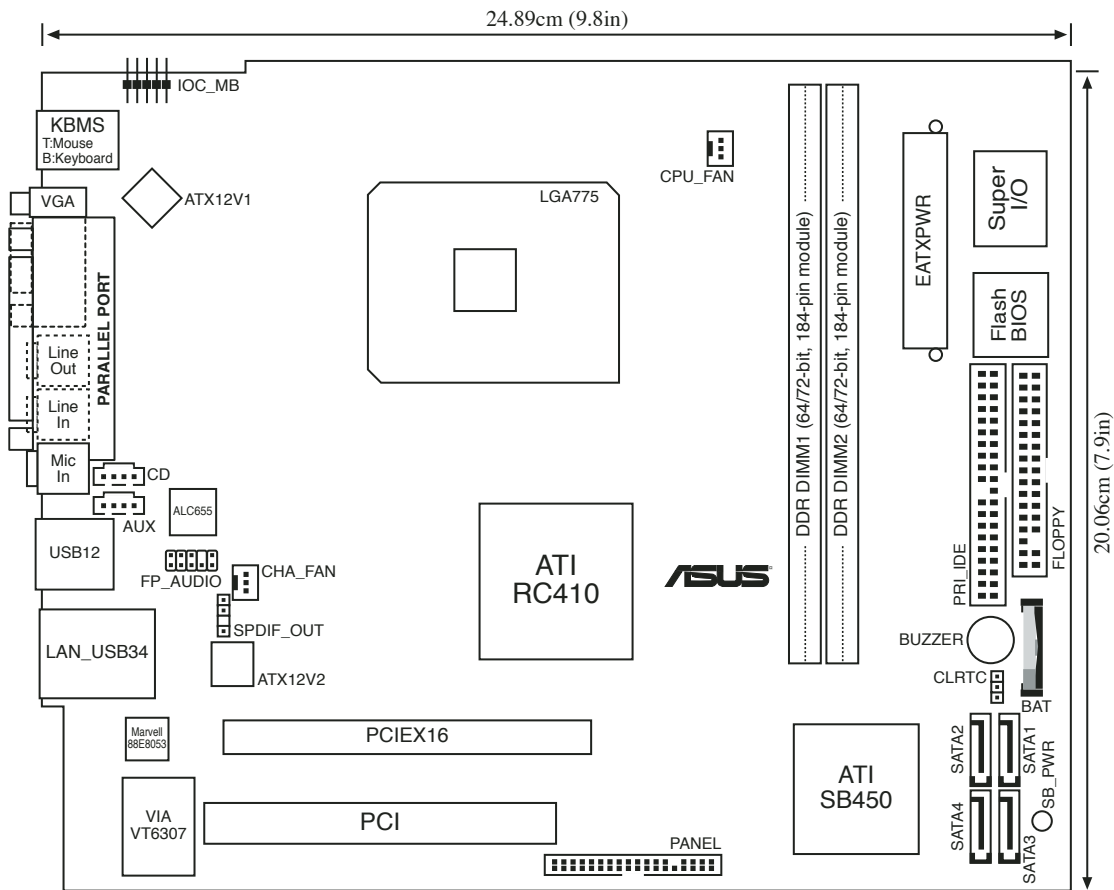 24.89cm (9.8in)
IOC_MB
KBMS
T:Mouse
B:Keyboard
VGA
ATX12V1
PARALLEL PORT
Line
Out
Line
In
Mic
In
CD
AUX
ALC655
USB12
FP_AUDIO
CHA_FAN
SPDIF_OUT
LAN_USB34
ATX12V2
Marvell
88E8053
VIA
VT6307
PCIEX16
PCI
PANEL
LGA775
CPU_FAN
ATI
RC410
ASUS
DDR DIMM1 (64/72-bit, 184-pin module)
DDR DIMM2 (64/72-bit, 184-pin module)
EATXPWR
Super
I/O
Flash
BIOS
PRI_IDE
FLOPPY
BUZZER
CLRTC
BAT
ATI
SB450
SATA2
SATA1
SATA4
SATA3
SB_PWR
20.06cm (7.9in)